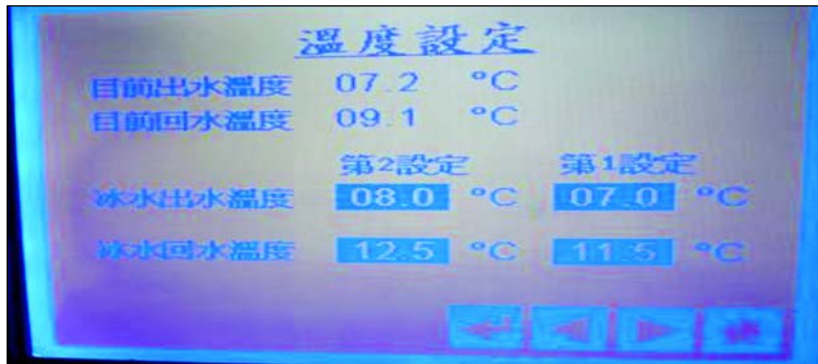 溫度設定
目前出水溫度 07.2 °C
目前回水溫度 09.1 °C
第2設定 第1設定
冰水出水溫度 08.0 °C 07.0 °C
冰水回水溫度 12.5 °C 11.5 °C